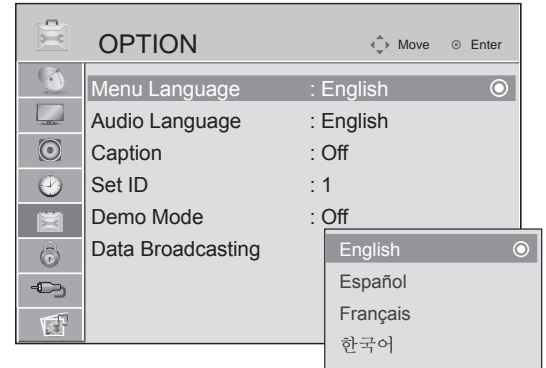 OPTION Move Enter
Menu Language : English
Audio Language : English
Caption : Off
Set ID : 1
Demo Mode : Off
Data Broadcasting
English
Español
Français
한국어